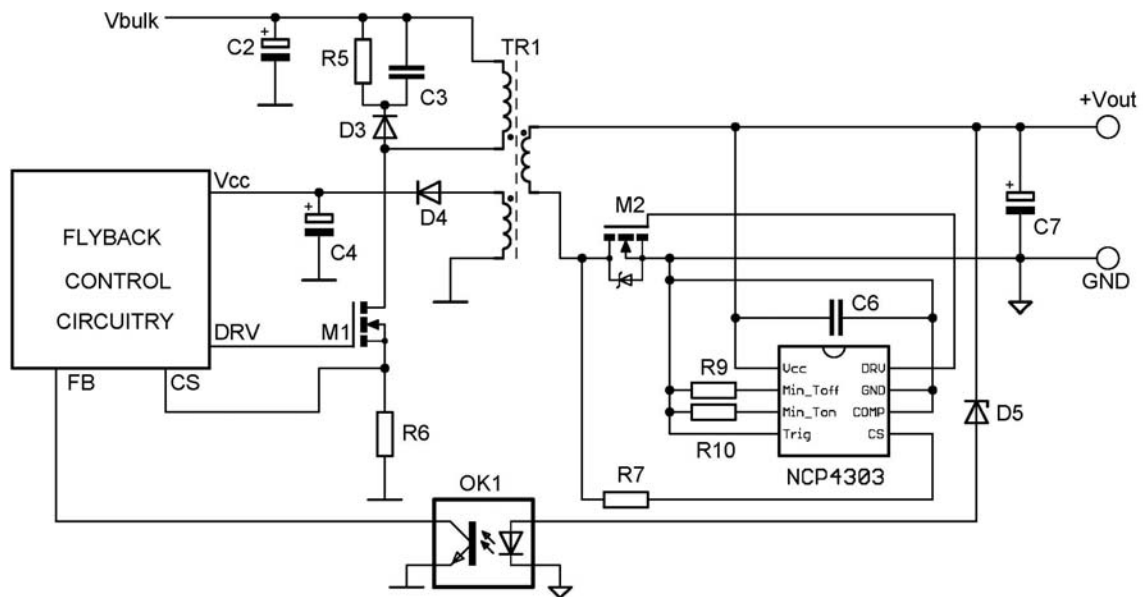 Vbulk
C2
+
R5
C3
TR1
D3
+Vout
Vcc
D4
M2
+
C7
FLYBACK
CONTROL
CIRCUITRY
+
C4
GND
DRV
M1
C6
FB
CS
R9
R10
Vcc
DRV
Min_Toff
GND
Min_Ton
COMP
Trig
CS
NCP4303
D5
R6
R7
OK1